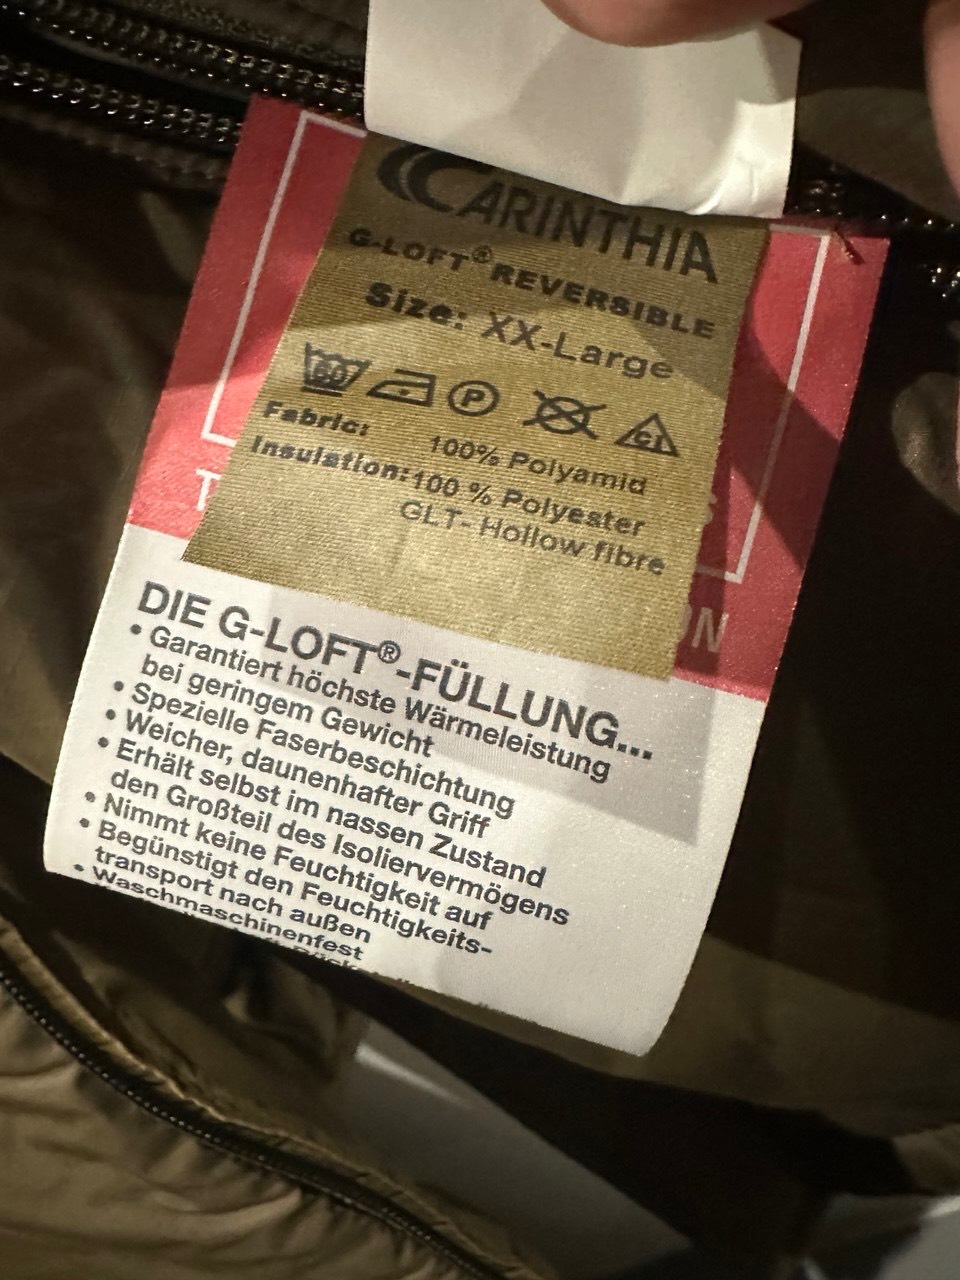 CARINTHIA
G-LOFT® REVERSIBLE
Size: XX-Large
60 P CL
Fabric: 100% Polyamid
Insulation: 100 % Polyester
GLT- Hollow fibre
DIE G-LOFT®-FÜLLUNG...
• Garantiert höchste Wärmeleistung
bei geringem Gewicht
• Spezielle Faserbeschichtung
• Weicher, daunenhafter Griff
• Erhält selbst im nassen Zustand
den Großteil des Isoliervermögens
• Nimmt keine Feuchtigkeit auf
• Begünstigt den Feuchtigkeits-
transport nach außen
• Waschmaschinenfest